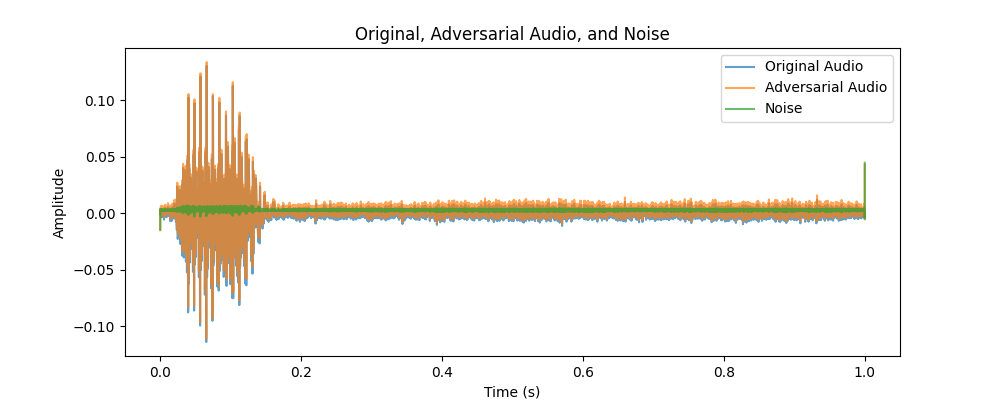 Original, Adversarial Audio, and Noise
Original Audio
Adversarial Audio
Noise
0.10
0.05
0.00
−0.05
−0.10
Amplitude
0.0
0.2
0.4
0.6
0.8
1.0
Time (s)